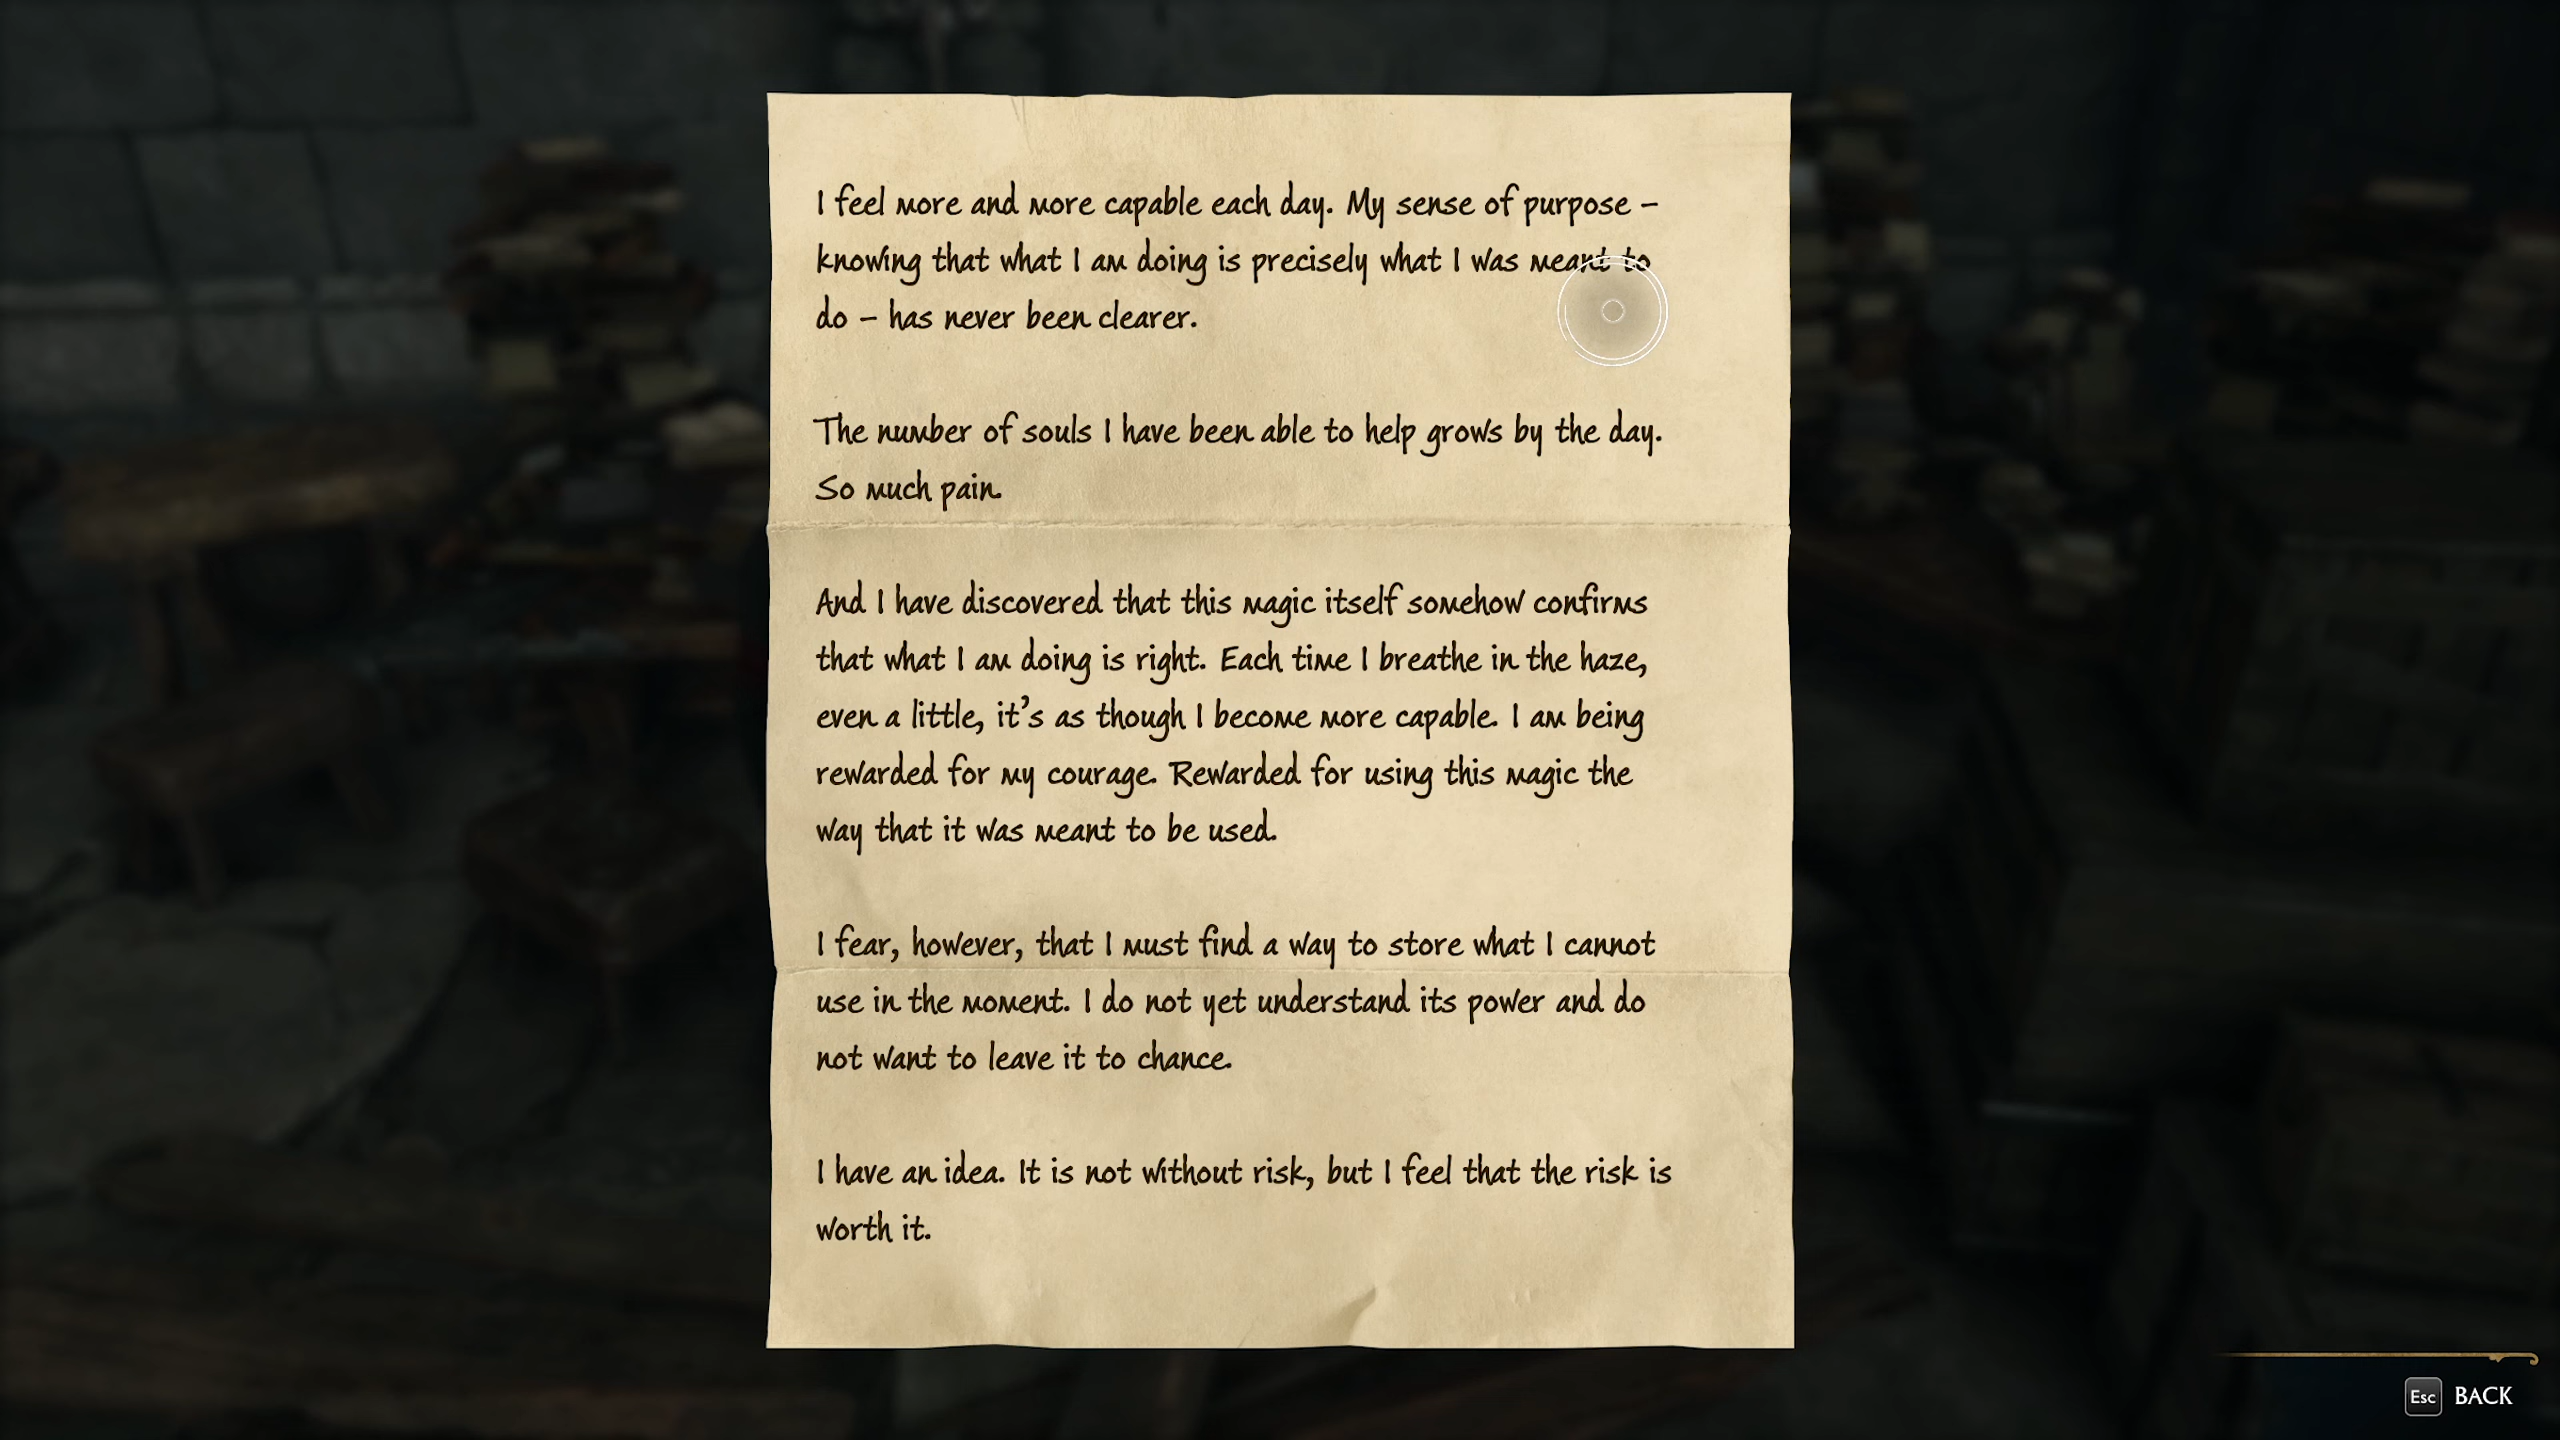 I feel more and more capable each day. My sense of purpose –
knowing that what I am doing is precisely what I was meant to
do – has never been clearer.
The number of souls I have been able to help grows by the day.
So much pain.
And I have discovered that this magic itself somehow confirms
that what I am doing is right. Each time I breathe in the haze,
even a little, it's as though I become more capable. I am being
rewarded for my courage. Rewarded for using this magic the
way that it was meant to be used.
I fear, however, that I must find a way to store what I cannot
use in the moment. I do not yet understand its power and do
not want to leave it to chance.
I have an idea. It is not without risk, but I feel that the risk is
worth it.
Esc BACK